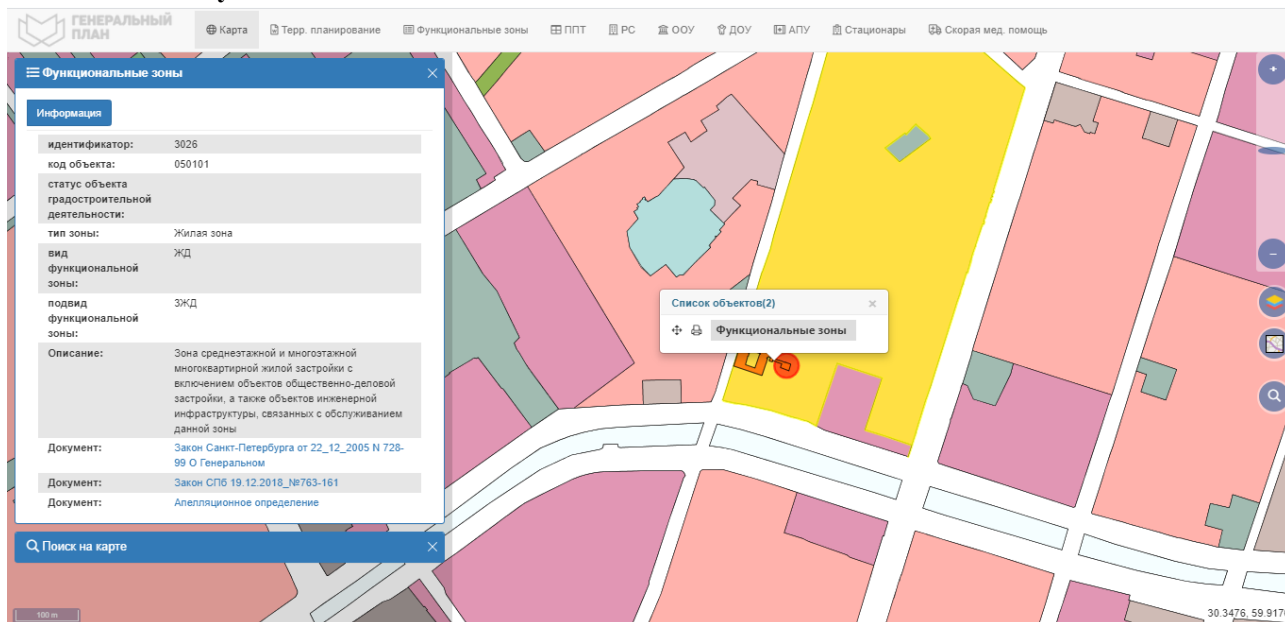 ГЕНЕРАЛЬНЫЙ
ПЛАН
Карта Терр. планирование Функциональные зоны ППТ РС ООУ ДОУ АПУ Стационары Скорая мед. помощь
Функциональные зоны
Информация
идентификатор: 3026
код объекта: 050101
статус объекта
градостроительной
деятельности:
тип зоны: Жилая зона
вид ЖД
функциональной
зоны:
подвид 3ЖД
функциональной
зоны:
Описание: Зона среднеэтажной и многоэтажной
многоквартирной жилой застройки с
включением объектов общественно-деловой
застройки, а также объектов инженерной
инфраструктуры, связанных с обслуживанием
данной зоны
Документ: Закон Санкт-Петербурга от 22_12_2005 N 728-
99 О Генеральном
Документ: Закон СПб 19.12.2018_№763-161
Документ: Апелляционное определение
Поиск на карте
Список объектов(2)
Функциональные зоны
100 m
30.3476, 59.917